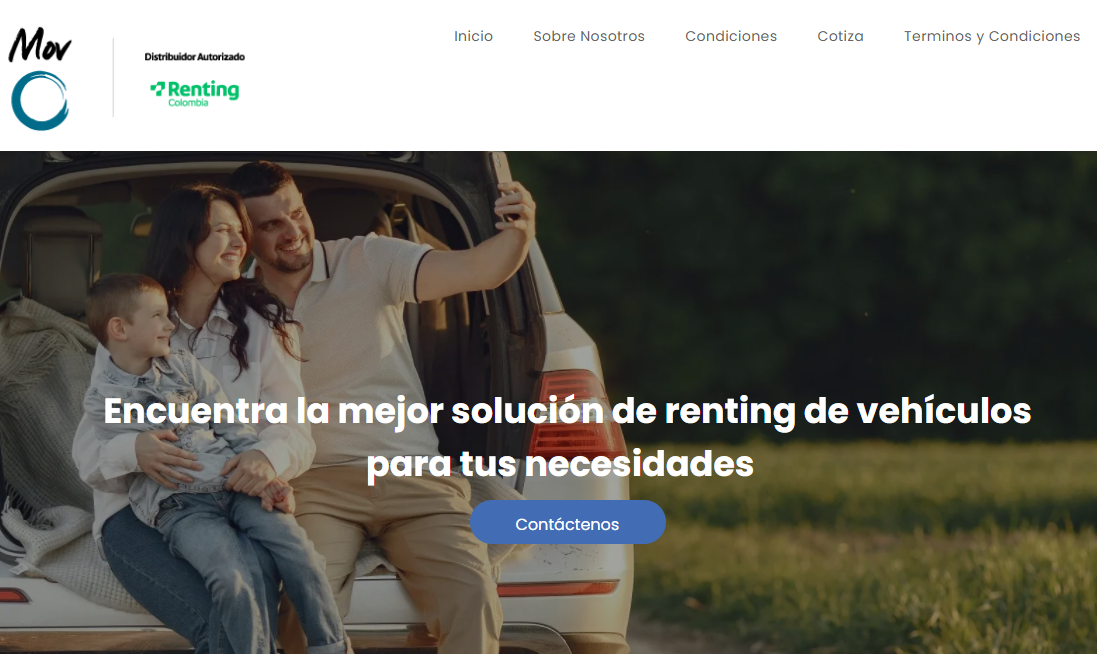 Mov
Distribuidor Autorizado
Renting
Colombia
Inicio
Sobre Nosotros
Condiciones
Cotiza
Terminos y Condiciones
Encuentra la mejor solución de renting de vehículos
para tus necesidades
Contáctenos